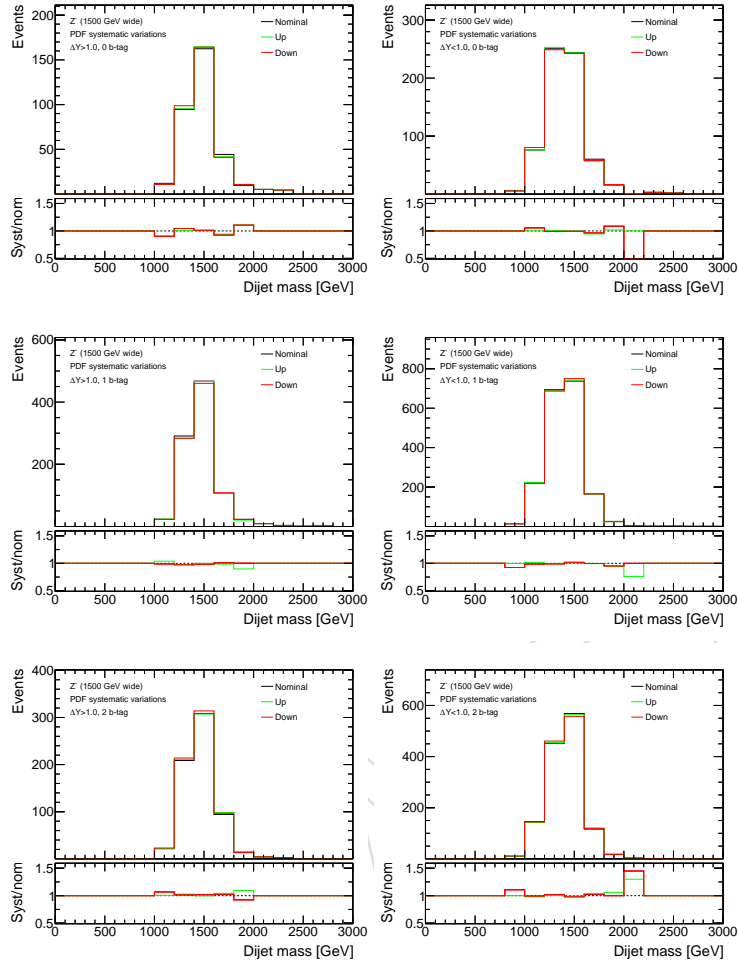 Events
200
150
100
50
Z´ (1500 GeV wide)
PDF systematic variations
ΔY>1.0, 0 b-tag
Nominal
Up
Down
Syst/nom
1.5
1
0.5
0 500 1000 1500 2000 2500 3000
Dijet mass [GeV]
Events
300
200
100
Z´ (1500 GeV wide)
PDF systematic variations
ΔY<1.0, 0 b-tag
Nominal
Up
Down
Syst/nom
1.5
1
0.5
0 500 1000 1500 2000 2500 3000
Dijet mass [GeV]
Events
600
400
200
Z´ (1500 GeV wide)
PDF systematic variations
ΔY>1.0, 1 b-tag
Nominal
Up
Down
Syst/nom
1.5
1
0.5
0 500 1000 1500 2000 2500 3000
Dijet mass [GeV]
Events
800
600
400
200
Z´ (1500 GeV wide)
PDF systematic variations
ΔY<1.0, 1 b-tag
Nominal
Up
Down
Syst/nom
1.5
1
0.5
0 500 1000 1500 2000 2500 3000
Dijet mass [GeV]
Events
400
300
200
100
Z´ (1500 GeV wide)
PDF systematic variations
ΔY>1.0, 2 b-tag
Nominal
Up
Down
Syst/nom
1.5
1
0.5
0 500 1000 1500 2000 2500 3000
Dijet mass [GeV]
Events
600
400
200
Z´ (1500 GeV wide)
PDF systematic variations
ΔY<1.0, 2 b-tag
Nominal
Up
Down
Syst/nom
1.5
1
0.5
0 500 1000 1500 2000 2500 3000
Dijet mass [GeV]